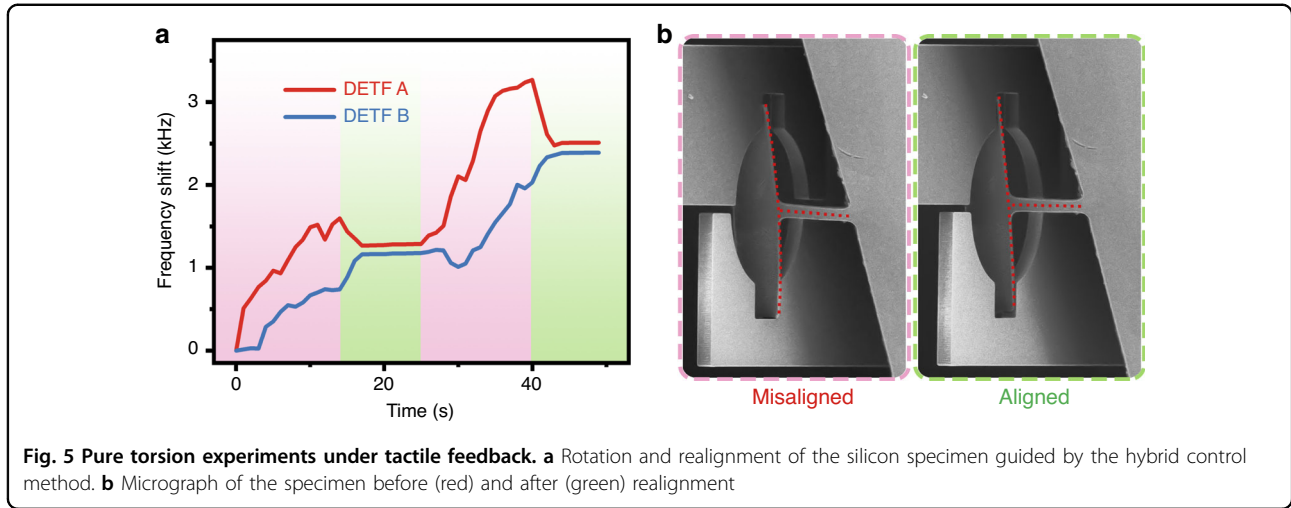 a
DETF A
DETF B
Frequency shift (kHz)
3
2
1
0
0
20
40
Time (s)
b
Misaligned
Aligned
Fig. 5 Pure torsion experiments under tactile feedback. a Rotation and realignment of the silicon specimen guided by the hybrid control
method. b Micrograph of the specimen before (red) and after (green) realignment